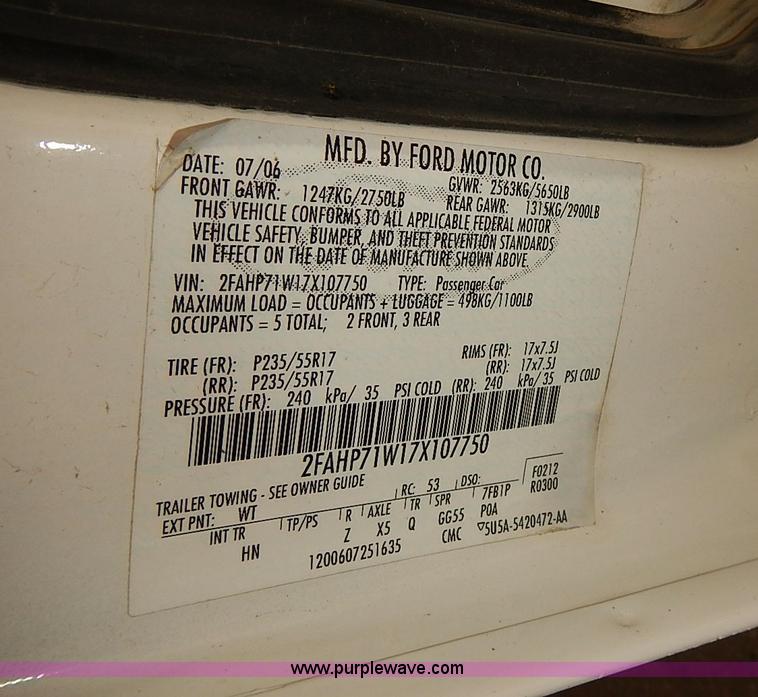 MFD. BY FORD MOTOR CO.
DATE: 07/06 GVWR: 2563KG/5650LB
FRONT GAWR: 1247KG/2750LB REAR GAWR: 1315KG/2900LB
THIS VEHICLE CONFORMS TO ALL APPLICABLE FEDERAL MOTOR
VEHICLE SAFETY, BUMPER, AND THEFT PREVENTION STANDARDS
IN EFFECT ON THE DATE OF MANUFACTURE SHOWN ABOVE.
VIN: 2FAHP71W17X107750 TYPE: Passenger Car
MAXIMUM LOAD = OCCUPANTS + LUGGAGE = 498KG/1100LB
OCCUPANTS = 5 TOTAL; 2 FRONT, 3 REAR
TIRE (FR): P235/55R17 RIMS (FR): 17x7.5J
(RR): P235/55R17 (RR): 17x7.5J
PRESSURE (FR): 240 kPa/ 35 PSI COLD (RR): 240 kPa/ 35 PSI COLD
2FAHP71W17X107750
TRAILER TOWING - SEE OWNER GUIDE
EXT PNT: WT RC: 53 DSO: F0212
INT TR TP/PS R AXLE TR SPR 7FB1P R0300
HN Z X5 Q GG55 POA
1200607251635 CMC ▽5U5A-5420472-AA
www.purplewave.com